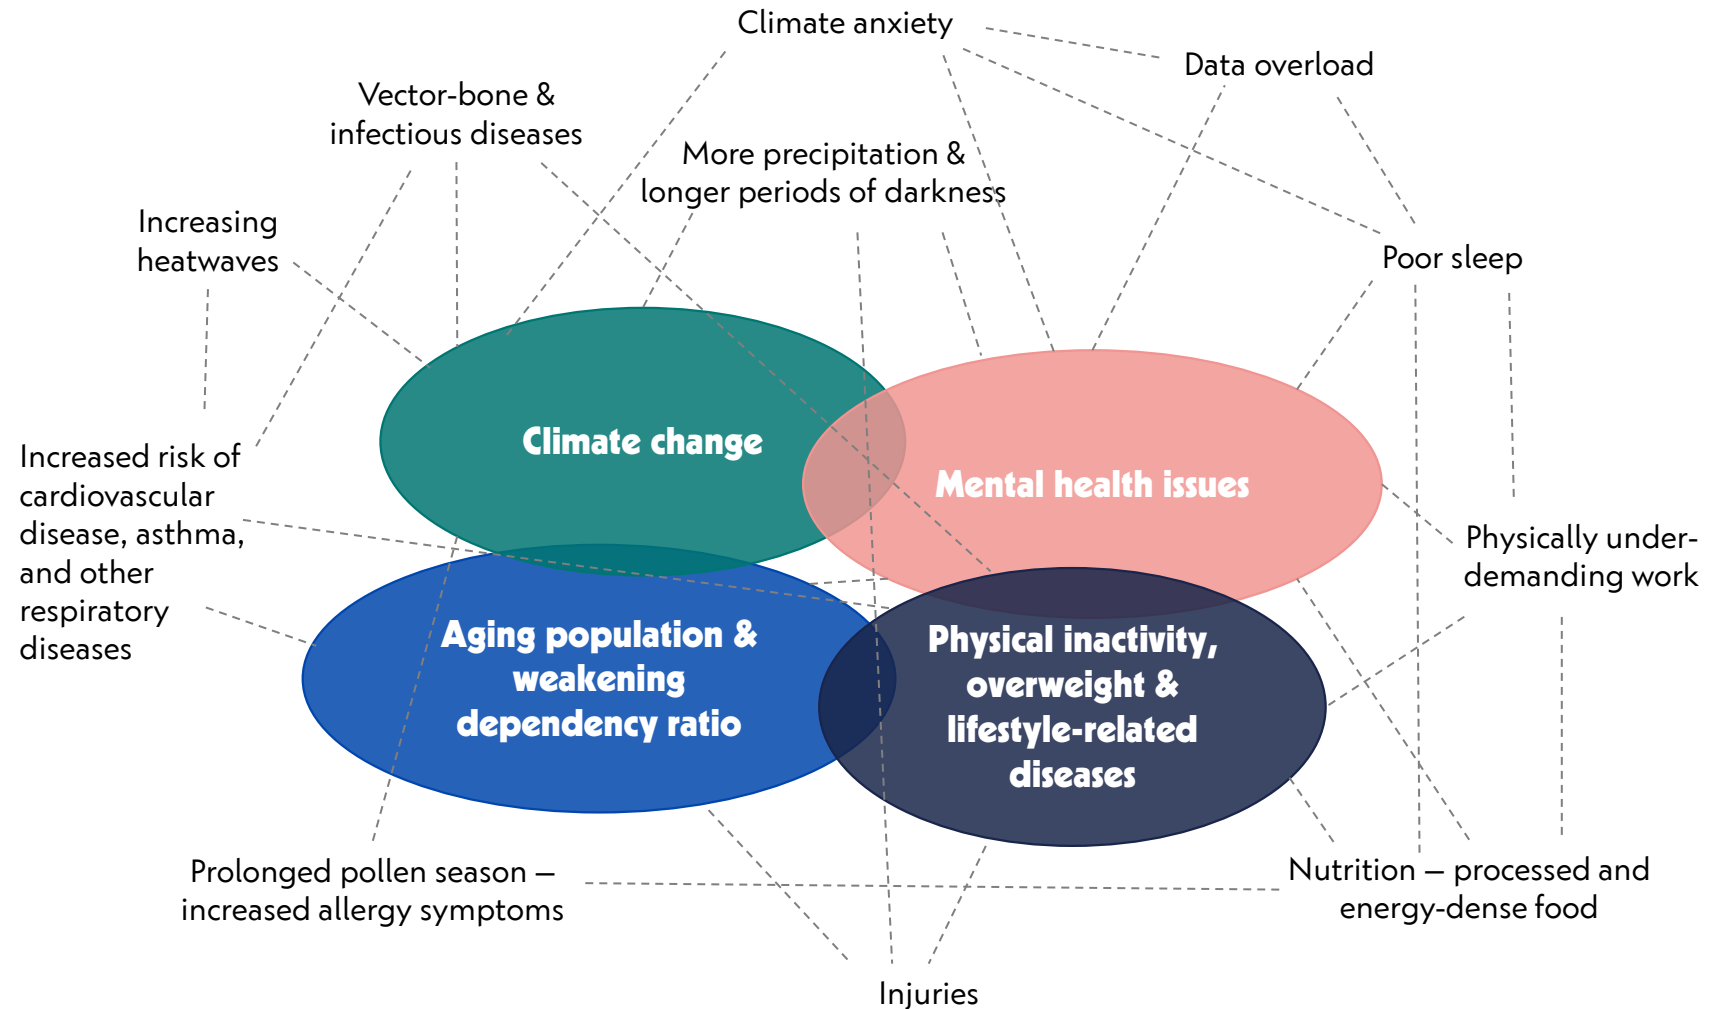 Climate anxiety
Data overload
Vector-bone &
infectious diseases
More precipitation &
longer periods of darkness
Increasing
heatwaves
Poor sleep
Climate change
Mental health issues
Increased risk of
cardiovascular
disease, asthma,
and other
respiratory
diseases
Physically under-
demanding work
Aging population &
weakening
dependency ratio
Physical inactivity,
overweight &
lifestyle-related
diseases
Prolonged pollen season –
increased allergy symptoms
Nutrition – processed and
energy-dense food
Injuries